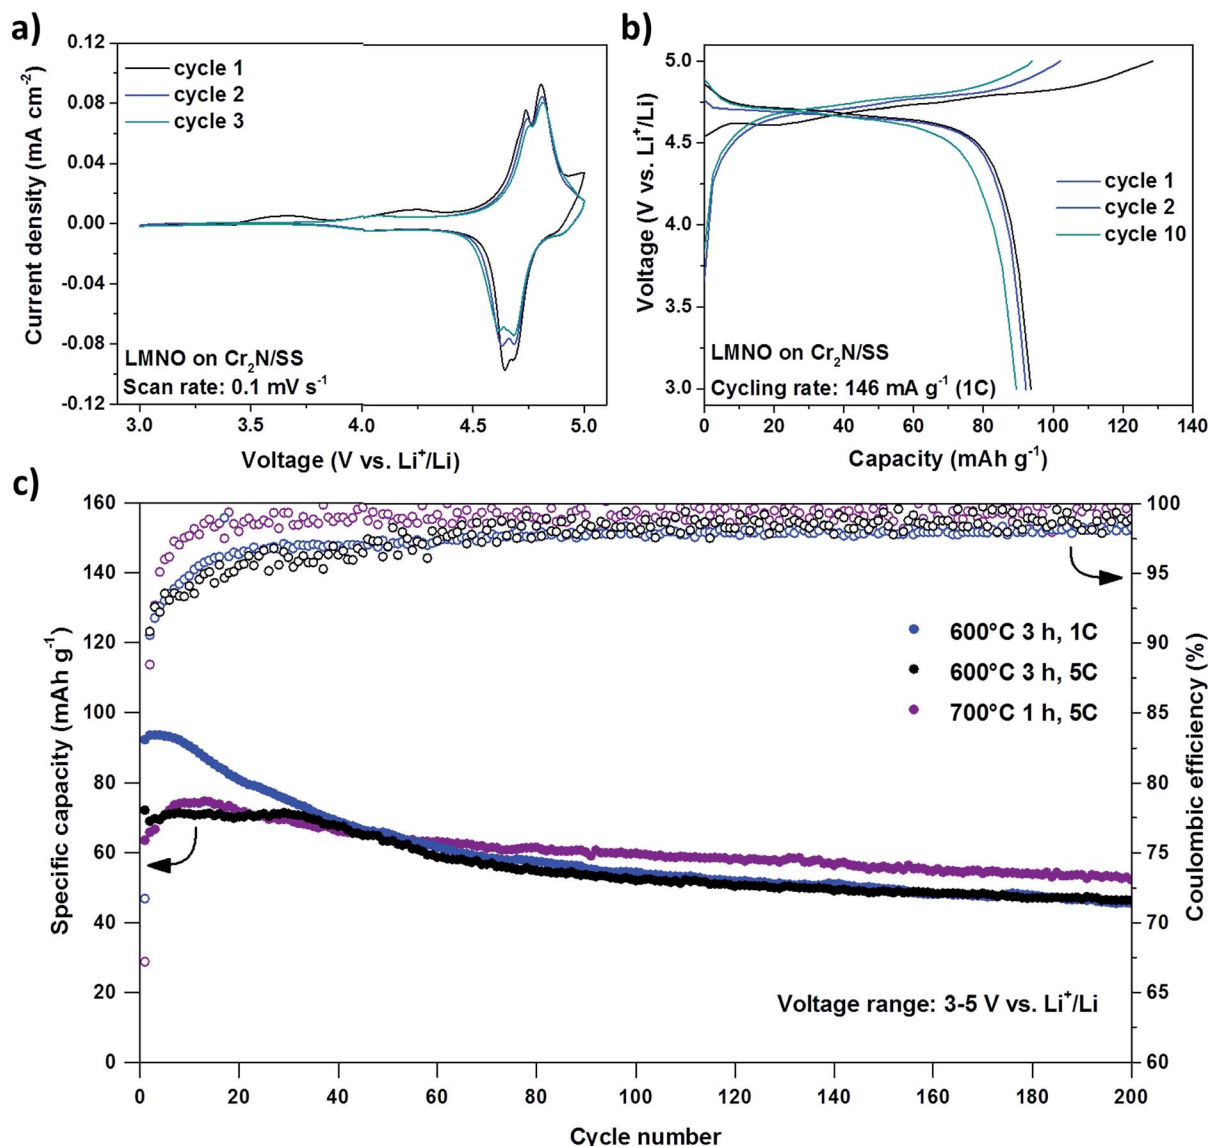 a)
0.12
0.08
0.04
0.00
-0.04
-0.08
-0.12
Current density (mA cm⁻²)
cycle 1
cycle 2
cycle 3
LMNO on Cr₂N/SS
Scan rate: 0.1 mV s⁻¹
3.0 3.5 4.0 4.5 5.0
Voltage (V vs. Li⁺/Li)
b)
5.0
4.5
4.0
3.5
3.0
Voltage (V vs. Li⁺/Li)
cycle 1
cycle 2
cycle 10
LMNO on Cr₂N/SS
Cycling rate: 146 mA g⁻¹ (1C)
0 20 40 60 80 100 120 140
Capacity (mAh g⁻¹)
c)
160
140
120
100
80
60
40
20
0
Specific capacity (mAh g⁻¹)
600°C 3 h, 1C
600°C 3 h, 5C
700°C 1 h, 5C
Voltage range: 3-5 V vs. Li⁺/Li
100
95
90
85
80
75
70
65
60
Coulombic efficiency (%)
0 20 40 60 80 100 120 140 160 180 200
Cycle number